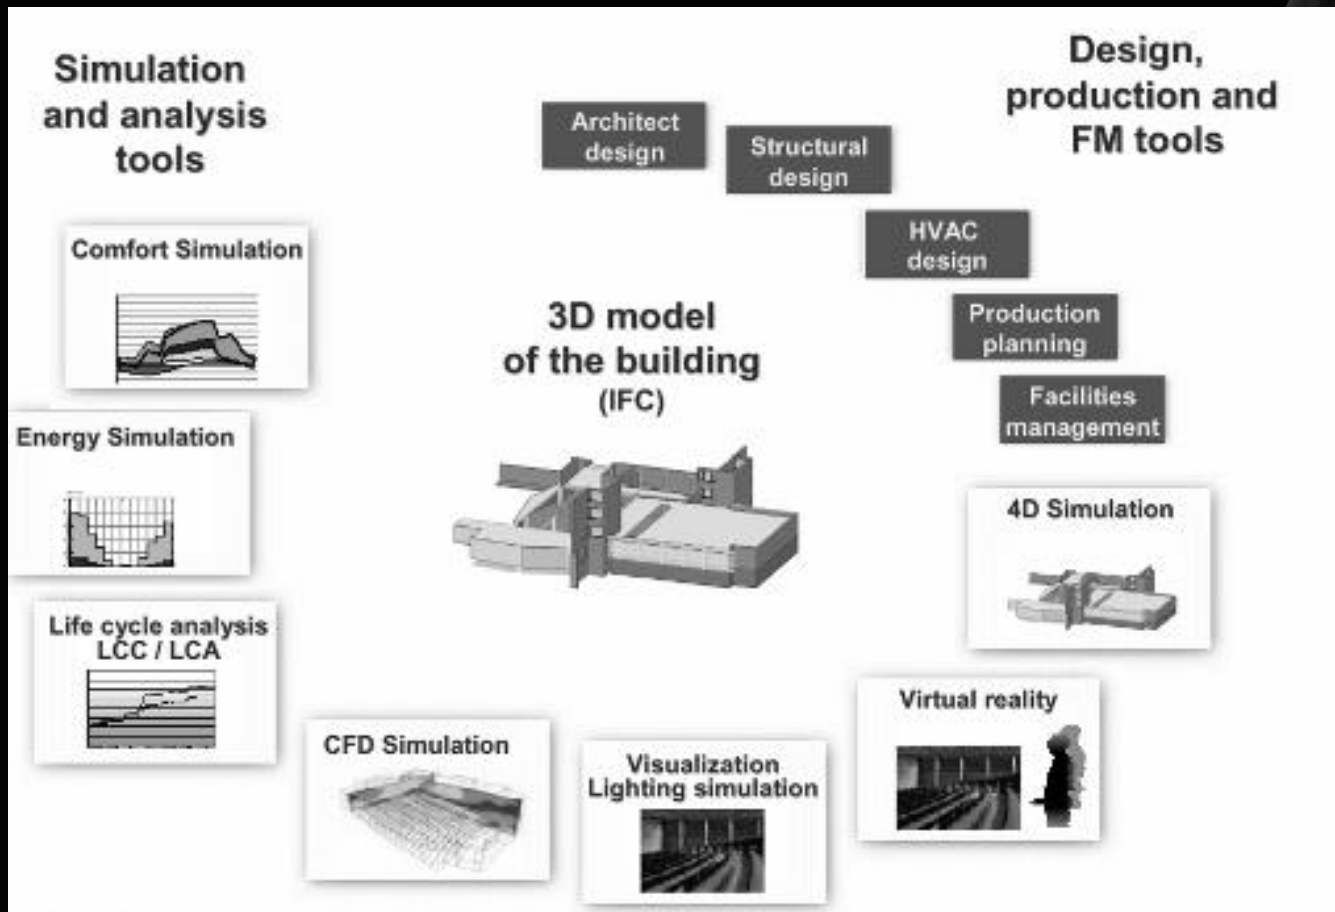 Simulation
and analysis
tools
Design,
production and
FM tools
Architect
design
Structural
design
HVAC
design
Production
planning
Facilities
management
Comfort Simulation
Energy Simulation
Life cycle analysis
LCC / LCA
3D model
of the building
(IFC)
4D Simulation
Virtual reality
CFD Simulation
Visualization
Lighting simulation